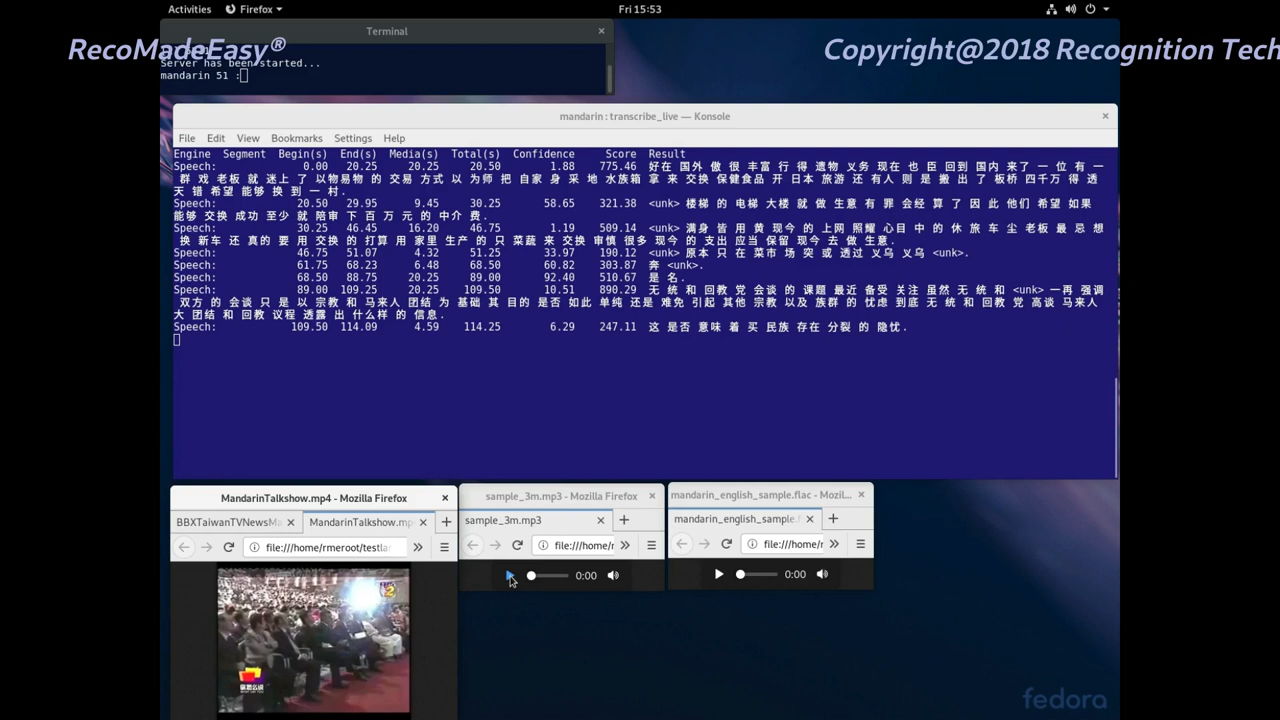 Activities Firefox Fri 15:53
RecoMadeEasy®
Copyright@2018 Recognition Tech
Terminal
Server has been started...
mandarin 51 :
mandarin : transcribe_live — Konsole
File Edit View Bookmarks Settings Help
Engine Segment Begin(s) End(s) Media(s) Total(s) Confidence Score Result
Speech: 0.00 20.25 20.25 20.50 1.88 775.46 好在 国外 做 很 丰富 行 得 遗物 义务 现在 也 臣 回到 国内 来了 一 位 有 一
群 戏 老板 就 迷上 了 以物易物 的 交易 方式 以 为师 把 自家 身 采 地 水族箱 拿 来 交换 保健食品 开 日本 旅游 还 有人 则 是 搬 出 了 板桥 四千万 得 透
天 错 希望 能够 换 到 一 村.
Speech: 20.50 29.95 9.45 30.25 58.65 321.38 <unk> 楼梯 的 电梯 大楼 就 做 生意 有 罪 会经 算 了 因 此 他们 希望 如果
能够 交换 成功 至少 就 陪审 下 百 万 元 的 中介 费.
Speech: 30.25 46.45 16.20 46.75 1.19 509.14 <unk> 满身 皆 用 黄 现今 的 上网 照耀 心目 中 的 休 旅 车 尘 老板 最 忌 想
换 新车 还 真的 要 用 交换 的 打算 用 家里 生产 的 只 菜蔬 来 交换 审慎 很多 现今 的 支出 应当 保留 现今 去 做 生意.
Speech: 46.75 51.07 4.32 51.25 33.97 190.12 <unk> 原本 只 在 菜市 场 突 或 透过 义乌 义乌 <unk>.
Speech: 61.75 68.23 6.48 68.50 60.82 303.87 奔 <unk>.
Speech: 68.50 88.75 20.25 89.00 92.40 510.67 是 名.
Speech: 89.00 109.25 20.25 109.50 10.51 890.29 无 统 和 回教 党 会谈 的 课题 最近 备受 关注 虽然 无 统 和 <unk> 一再 强调
双方 的 会谈 只 是 以 宗教 和 马来人 团结 为 基础 其 目的 是否 如此 单纯 还是 难免 引起 其他 宗教 以及 族群 的 忧虑 到底 无 统 和 回教 党 高谈 马来人
大 团结 和 回教 议程 透露 出 什么样 的 信息.
Speech: 109.50 114.09 4.59 114.25 6.29 247.11 这 是否 意味 着 买 民族 存在 分裂 的 隐忧.
MandarinTalkshow.mp4 - Mozilla Firefox
BBXTaiwanTVNewsMa MandarinTalkshow.mp
file:///home/rmeroot/testla
sample_3m.mp3 - Mozilla Firefox
sample_3m.mp3
file:///home/r
0:00
mandarin_english_sample.flac - Mozil...
mandarin_english_sample.f
file:///home/r
0:00
fedora